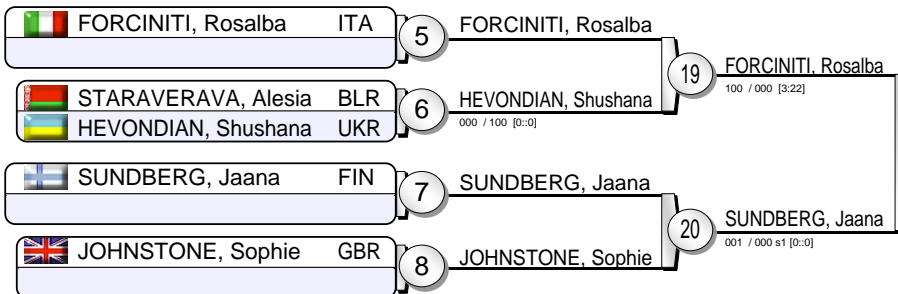 FORCINITI, Rosalba ITA
5
FORCINITI, Rosalba
STARAVERAVA, Alesia BLR
HEVONDIAN, Shushana UKR
6
HEVONDIAN, Shushana
000 / 100 [0::0]
19
FORCINITI, Rosalba
100 / 000 [3:22]
SUNDBERG, Jaana FIN
7
SUNDBERG, Jaana
JOHNSTONE, Sophie GBR
8
JOHNSTONE, Sophie
20
SUNDBERG, Jaana
001 / 000 s1 [0::0]